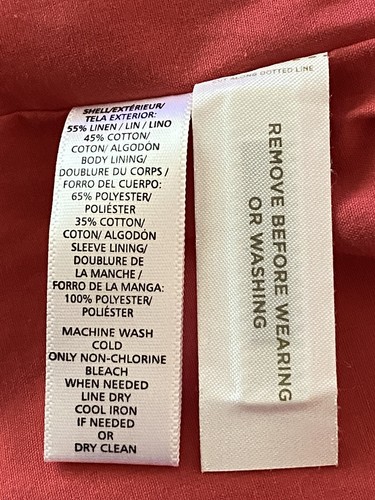 SHELL/EXTÉRIEUR/
TELA EXTERIOR:
55% LINEN / LIN / LINO
45% COTTON/
COTON/ ALGODÓN
BODY LINING/
DOUBLURE DU CORPS /
FORRO DEL CUERPO:
65% POLYESTER/
POLIÉSTER
35% COTTON/
COTON/ ALGODÓN
SLEEVE LINING/
DOUBLURE DE
LA MANCHE /
FORRO DE LA MANGA:
100% POLYESTER/
POLIÉSTER
MACHINE WASH
COLD
ONLY NON-CHLORINE
BLEACH
WHEN NEEDED
LINE DRY
COOL IRON
IF NEEDED
OR
DRY CLEAN
ALONG DOTTED LINE
REMOVE BEFORE WEARING
OR WASHING